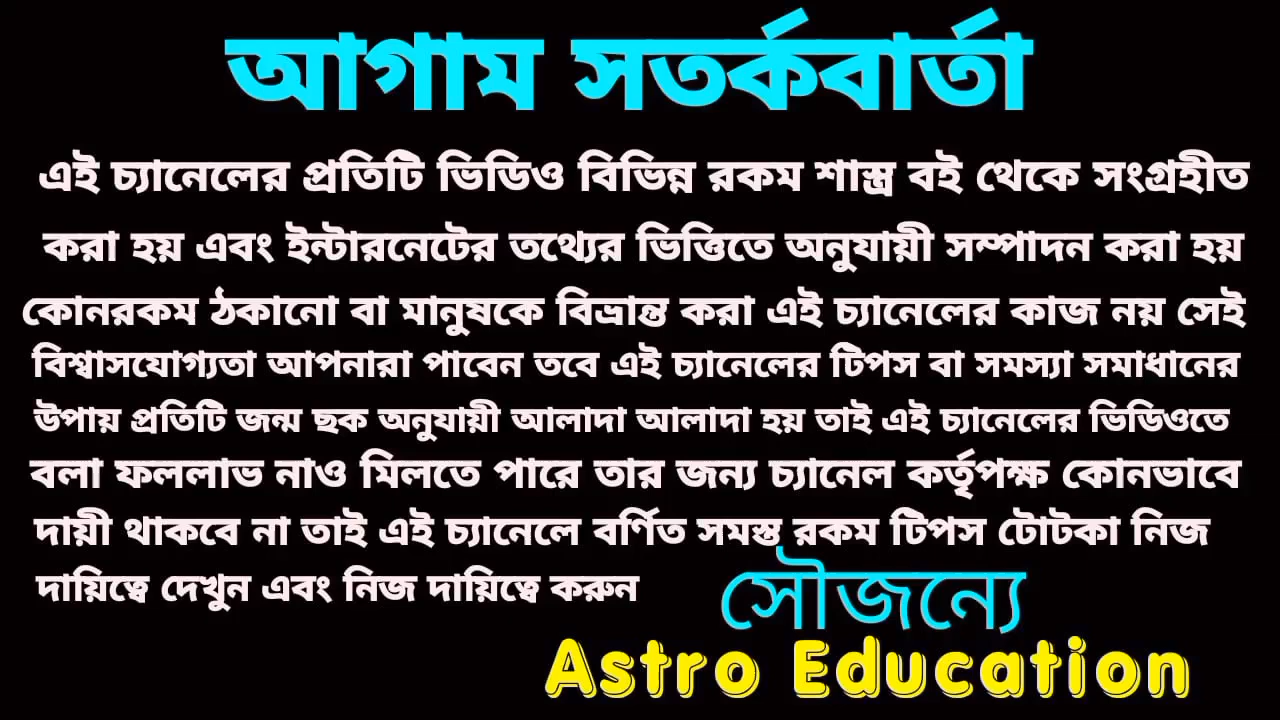 আগাম সতর্কবার্তা
এই চ্যানেলের প্রতিটি ভিডিও বিভিন্ন রকম শাস্ত্র বই থেকে সংগ্রহীত
করা হয় এবং ইন্টারনেটের তথ্যের ভিত্তিতে অনুযায়ী সম্পাদন করা হয়
কোনরকম ঠকানো বা মানুষকে বিভ্রান্ত করা এই চ্যানেলের কাজ নয় সেই
বিশ্বাসযোগ্যতা আপনারা পাবেন তবে এই চ্যানেলের টিপস বা সমস্যা সমাধানের
উপায় প্রতিটি জন্ম ছক অনুযায়ী আলাদা আলাদা হয় তাই এই চ্যানেলের ভিডিওতে
বলা ফললাভ নাও মিলতে পারে তার জন্য চ্যানেল কর্তৃপক্ষ কোনভাবে
দায়ী থাকবে না তাই এই চ্যানেলে বর্ণিত সমস্ত রকম টিপস টোটকা নিজ
দায়িত্বে দেখুন এবং নিজ দায়িত্বে করুন
সৌজন্যে
Astro Education